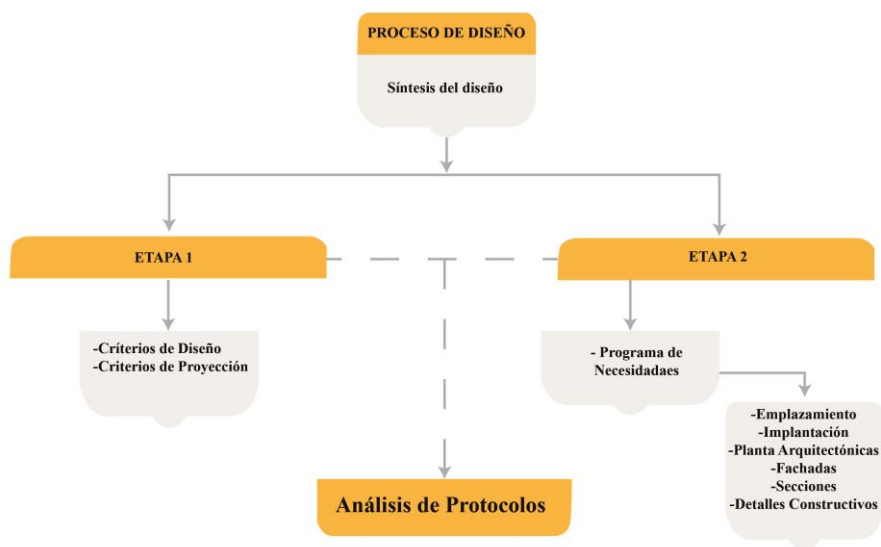 PROCESO DE DISEÑO
Síntesis del diseño
ETAPA 1
ETAPA 2
-Críterios de Diseño
-Criterios de Proyección
- Programa de
Necesidadaes
-Emplazamiento
-Implantación
-Planta Arquitectónicas
-Fachadas
-Secciones
-Detalles Constructivos
Análisis de Protocolos